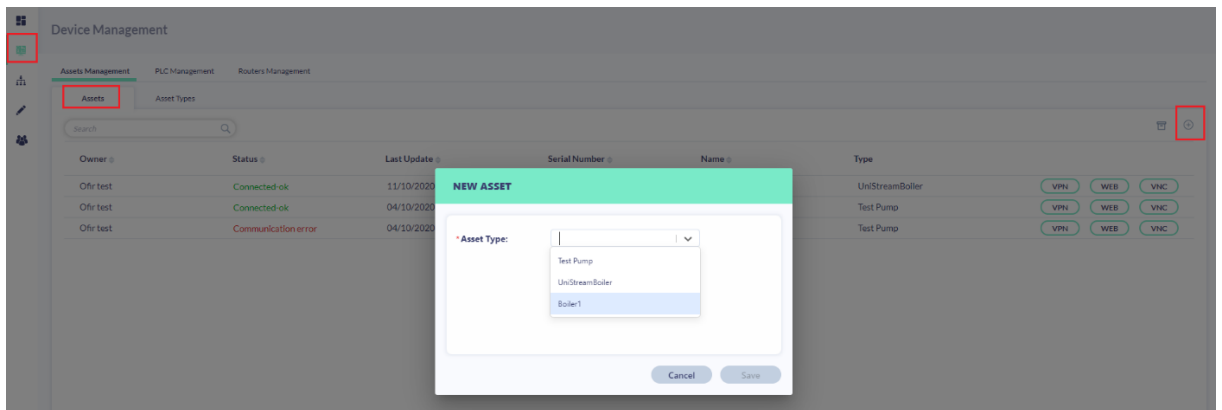 Device Management
Assets Management PLC Management Routers Management
Assets Asset Types
Search
Owner Status Last Update Serial Number Name Type
Ofir test Connected-ok 11/10/2020 UniStreamBoiler VPN WEB VNC
Ofir test Connected-ok 04/10/2020 Test Pump VPN WEB VNC
Ofir test Communication error 04/10/2020 Test Pump VPN WEB VNC
NEW ASSET
*Asset Type:
Test Pump
UniStreamBoiler
Boiler1
Cancel Save